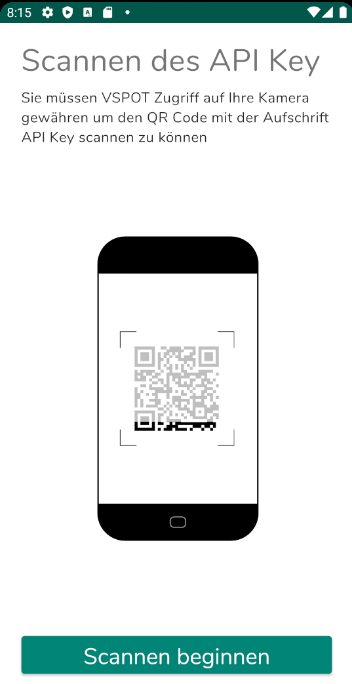 8:15
Scannen des API Key
Sie müssen VSPOT Zugriff auf Ihre Kamera
gewähren um den QR Code mit der Aufschrift
API Key scannen zu können
Scannen beginnen